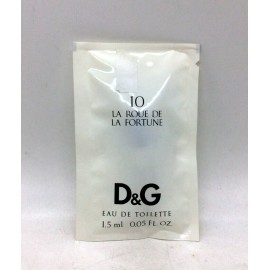 10
LA ROUE DE
LA FORTUNE
D&G
EAU DE TOILETTE
1.5 ml 0.05 FL. OZ